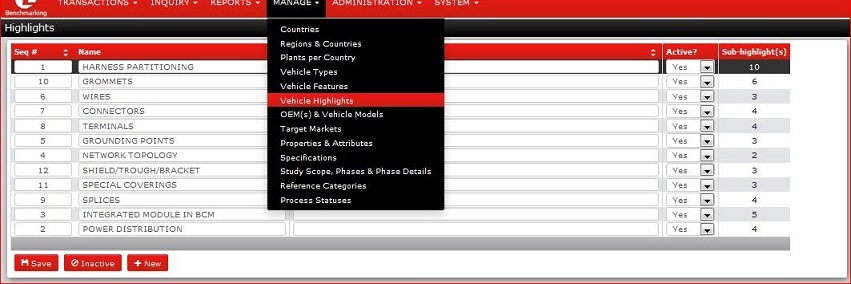 Benchmarking
TRANSACTIONS INQUIRY REPORTS MANAGE ADMINISTRATION SYSTEM
Highlights
Countries
Regions & Countries
Plants per Country
Vehicle Types
Vehicle Features
Vehicle Highlights
OEM(s) & Vehicle Models
Target Markets
Properties & Attributes
Specifications
Study Scope, Phases & Phase Details
Reference Categories
Process Statuses
Seq # Name Active? Sub-highlight(s)
1 HARNESS PARTITIONING Yes 10
10 GROMMETS Yes 6
6 WIRES Yes 3
7 CONNECTORS Yes 4
8 TERMINALS Yes 4
5 GROUNDING POINTS Yes 3
4 NETWORK TOPOLOGY Yes 2
12 SHIELD/TROUGH/BRACKET Yes 3
11 SPECIAL COVERINGS Yes 3
9 SPLICES Yes 4
3 INTEGRATED MODULE IN BCM Yes 5
2 POWER DISTRIBUTION Yes 4
Save Inactive New